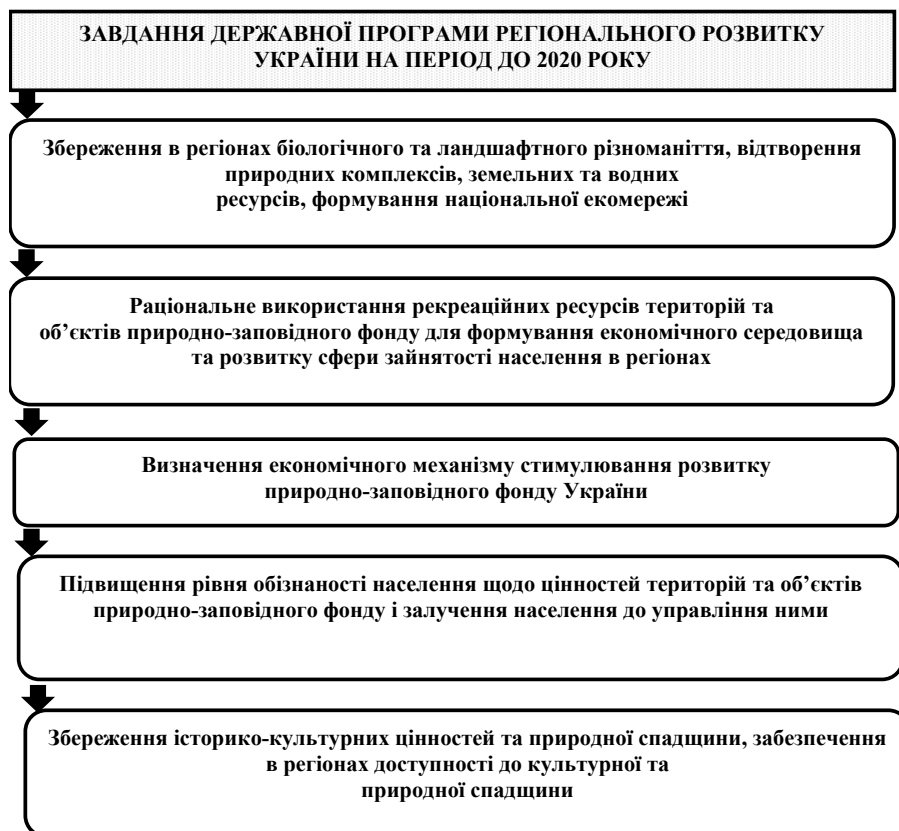 ЗАВДАННЯ ДЕРЖАВНОЇ ПРОГРАМИ РЕГІОНАЛЬНОГО РОЗВИТКУ
УКРАЇНИ НА ПЕРІОД ДО 2020 РОКУ
Збереження в регіонах біологічного та ландшафтного різноманіття, відтворення
природних комплексів, земельних та водних
ресурсів, формування національної екомережі
Раціональне використання рекреаційних ресурсів територій та
об’єктів природно-заповідного фонду для формування економічного середовища
та розвитку сфери зайнятості населення в регіонах
Визначення економічного механізму стимулювання розвитку
природно-заповідного фонду України
Підвищення рівня обізнаності населення щодо цінностей територій та об’єктів
природно-заповідного фонду і залучення населення до управління ними
Збереження історико-культурних цінностей та природної спадщини, забезпечення
в регіонах доступності до культурної та
природної спадщини